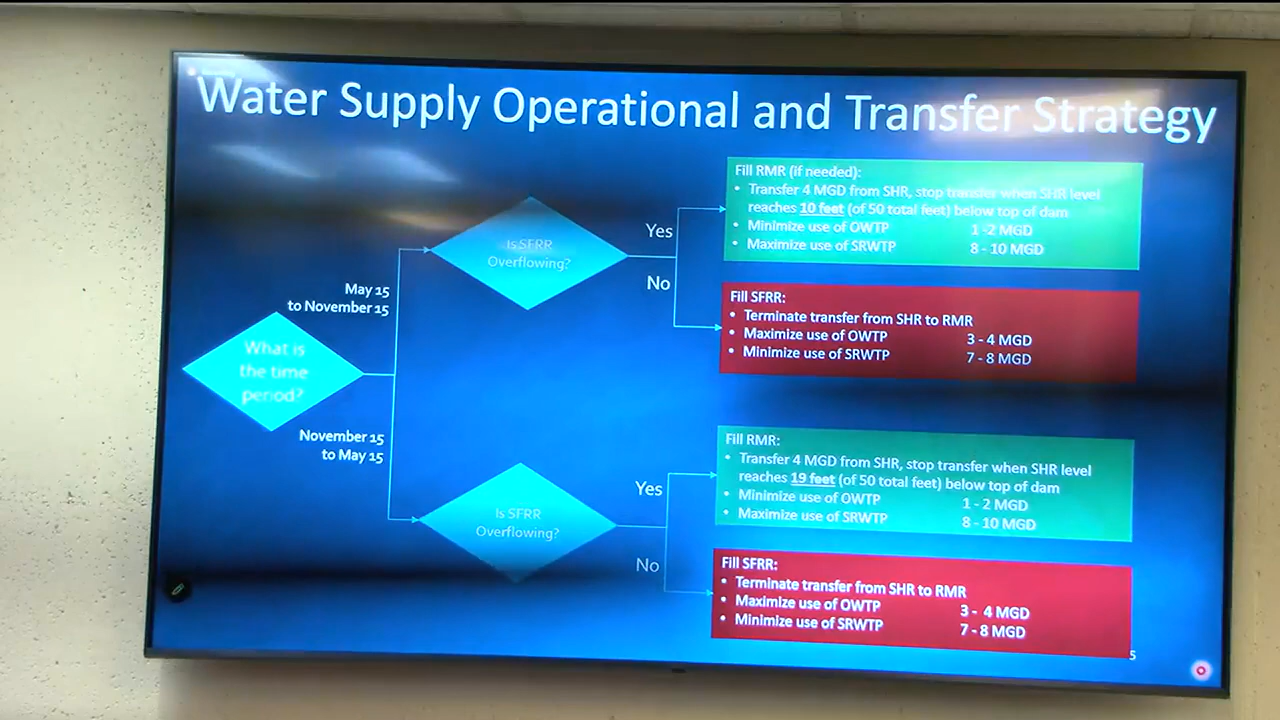 Water Supply Operational and Transfer Strategy
What is
the time
period?
May 15
to November 15
Is SFRR
Overflowing?
Yes
Fill RMR (if needed):
• Transfer 4 MGD from SHR, stop transfer when SHR level
reaches 10 feet (of 50 total feet) below top of dam
• Minimize use of OWTP 1 -2 MGD
• Maximize use of SRWTP 8 - 10 MGD
No
Fill SFRR:
• Terminate transfer from SHR to RMR
• Maximize use of OWTP 3 - 4 MGD
• Minimize use of SRWTP 7 - 8 MGD
November 15
to May 15
Is SFRR
Overflowing?
Yes
Fill RMR:
• Transfer 4 MGD from SHR, stop transfer when SHR level
reaches 19 feet (of 50 total feet) below top of dam
• Minimize use of OWTP 1 - 2 MGD
• Maximize use of SRWTP 8 - 10 MGD
No
Fill SFRR:
• Terminate transfer from SHR to RMR
• Maximize use of OWTP 3 - 4 MGD
• Minimize use of SRWTP 7 - 8 MGD
5